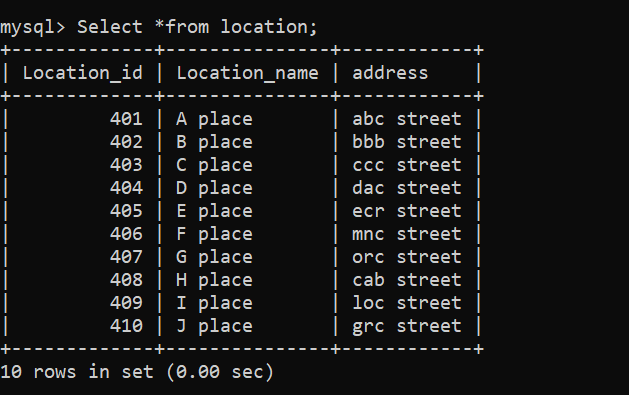 mysql> Select *from location;
+-------------+---------------+------------+
| Location_id | Location_name | address    |
+-------------+---------------+------------+
|         401 | A place       | abc street |
|         402 | B place       | bbb street |
|         403 | C place       | ccc street |
|         404 | D place       | dac street |
|         405 | E place       | ecr street |
|         406 | F place       | mnc street |
|         407 | G place       | orc street |
|         408 | H place       | cab street |
|         409 | I place       | loc street |
|         410 | J place       | grc street |
+-------------+---------------+------------+
10 rows in set (0.00 sec)